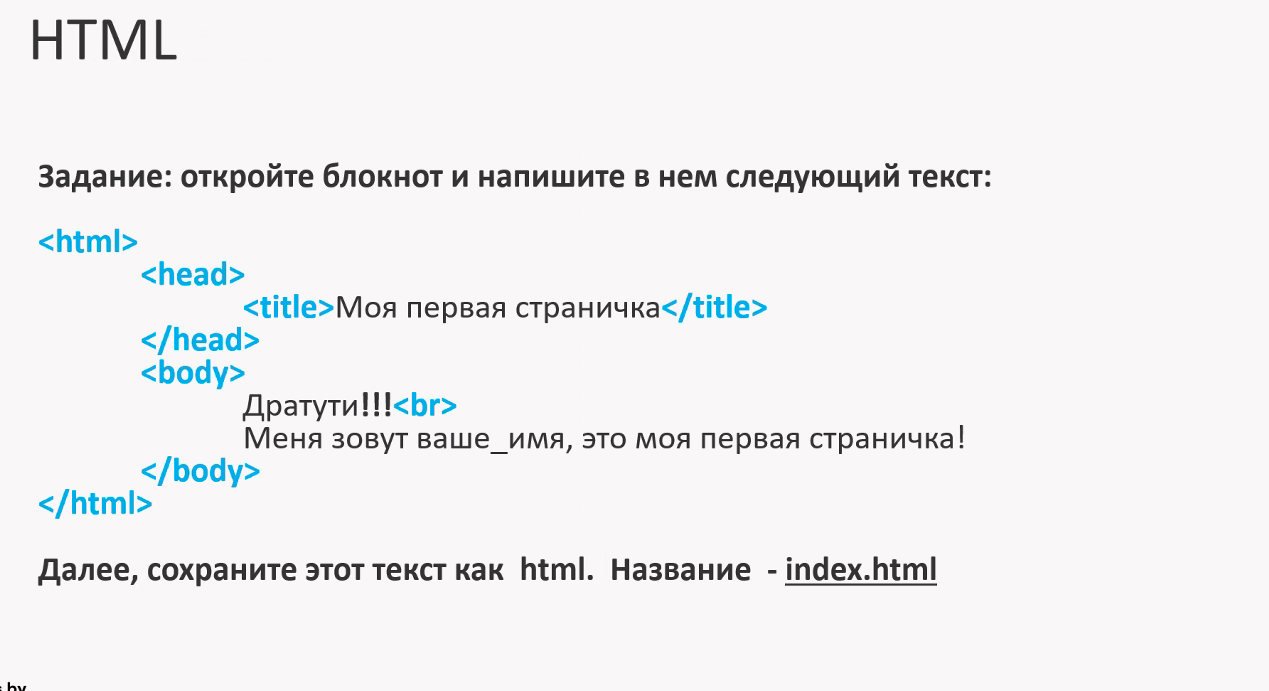 HTML
Задание: откройте блокнот и напишите в нем следующий текст:
<html>
<head>
<title>Моя первая страничка</title>
</head>
<body>
Дратути!!!<br>
Меня зовут ваше_имя, это моя первая страничка!
</body>
</html>
Далее, сохраните этот текст как html. Название - index.html
by